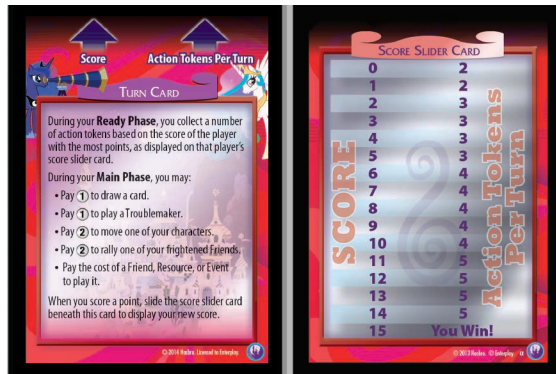 Score Action Tokens Per Turn
TURN CARD
During your Ready Phase, you collect a number
of action tokens based on the score of the player
with the most points, as displayed on that player's
score slider card.
During your Main Phase, you may:
• Pay 1 to draw a card.
• Pay 1 to play a Troublemaker.
• Pay 2 to move one of your characters.
• Pay 2 to rally one of your frightened Friends.
• Pay the cost of a Friend, Resource, or Event
to play it.
When you score a point, slide the score slider card
beneath this card to display your new score.
© 2014 Hasbro. Licensed to Enterplay.
SCORE SLIDER CARD
SCORE
Action Tokens
Per Turn
0 2
1 2
2 3
3 3
4 3
5 3
6 4
7 4
8 4
9 4
10 4
11 5
12 5
13 5
14 5
15 You Win!
© 2013 Hasbro. © Enterplay